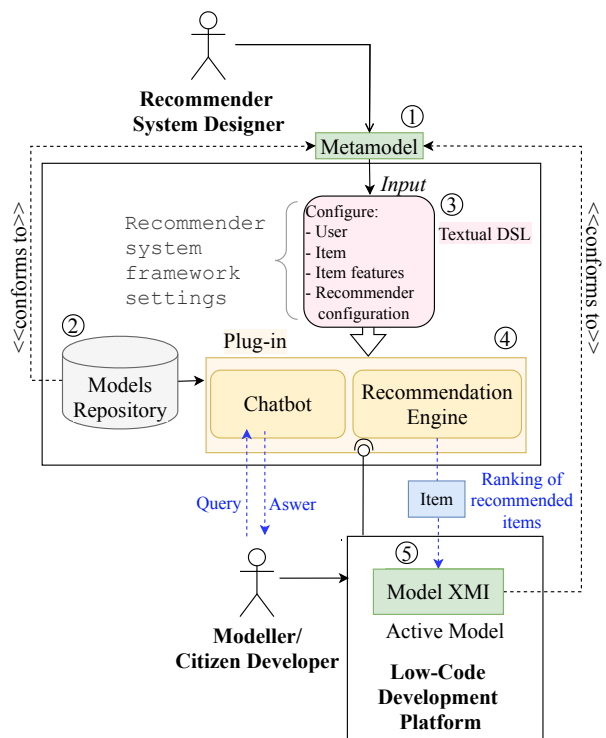 Recommender
System Designer
①
Metamodel
Input
<<conforms to>>
<<conforms to>>
Recommender
system
framework
settings
Configure:
- User
- Item
- Item features
- Recommender
configuration
③
Textual DSL
②
Models
Repository
Plug-in
④
Chatbot
Recommendation
Engine
Query
Aswer
Item
Ranking of
recommended
items
Modeller/
Citizen Developer
⑤
Model XMI
Active Model
Low-Code
Development
Platform